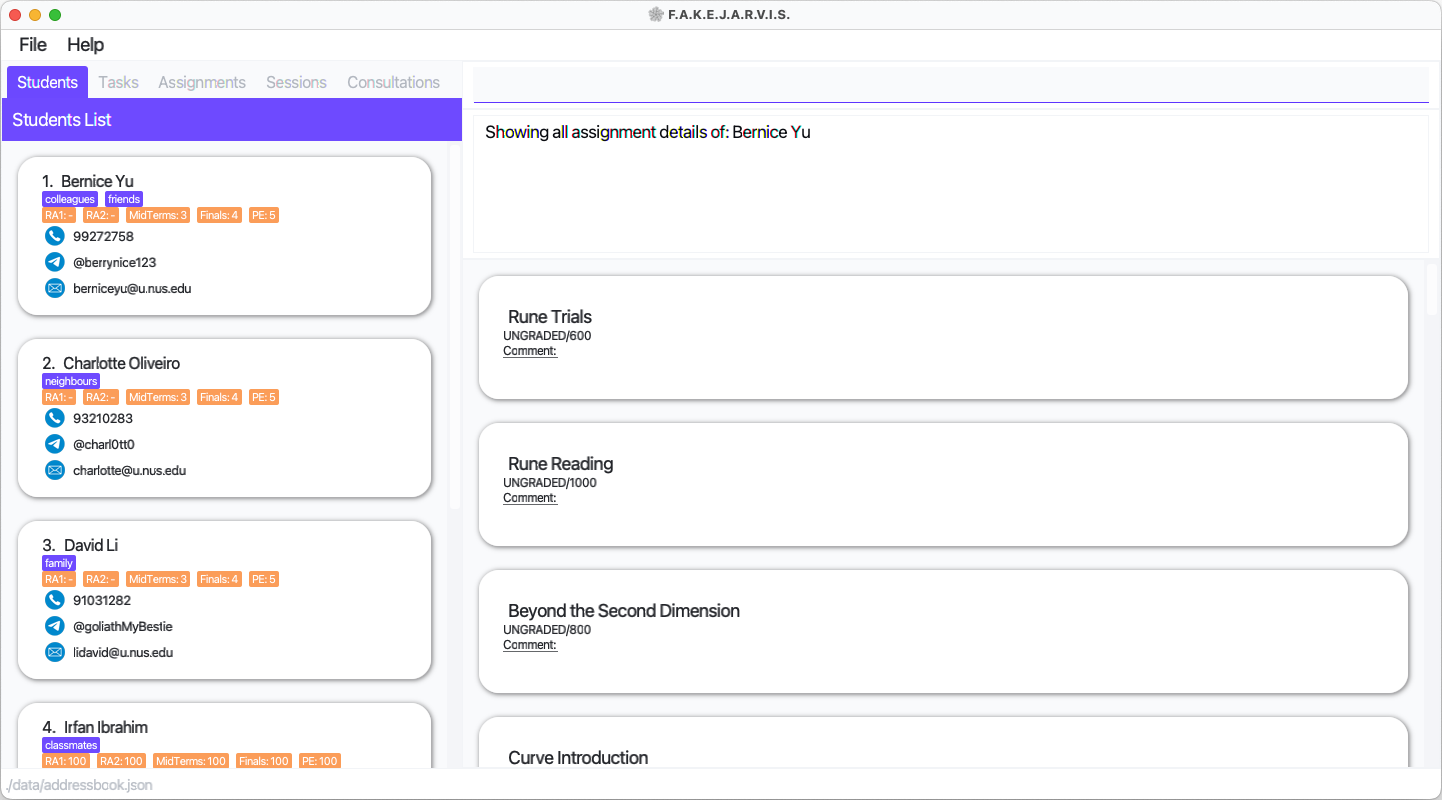 F.A.K.E.J.A.R.V.I.S.
File Help
Students Tasks Assignments Sessions Consultations
Students List
1. Bernice Yu
colleagues friends
RA1: - RA2: - MidTerms: 3 Finals: 4 PE: 5
99272758
@berrynice123
berniceyu@u.nus.edu
2. Charlotte Oliveiro
neighbours
RA1: - RA2: - MidTerms: 3 Finals: 4 PE: 5
93210283
@charl0tt0
charlotte@u.nus.edu
3. David Li
family
RA1: - RA2: - MidTerms: 3 Finals: 4 PE: 5
91031282
@goliathMyBestie
lidavid@u.nus.edu
4. Irfan Ibrahim
classmates
RA1: 100 RA2: 100 MidTerms: 100 Finals: 100 PE: 100
Showing all assignment details of: Bernice Yu
Rune Trials
UNGRADED/600
Comment:
Rune Reading
UNGRADED/1000
Comment:
Beyond the Second Dimension
UNGRADED/800
Comment:
Curve Introduction
./data/addressbook.json